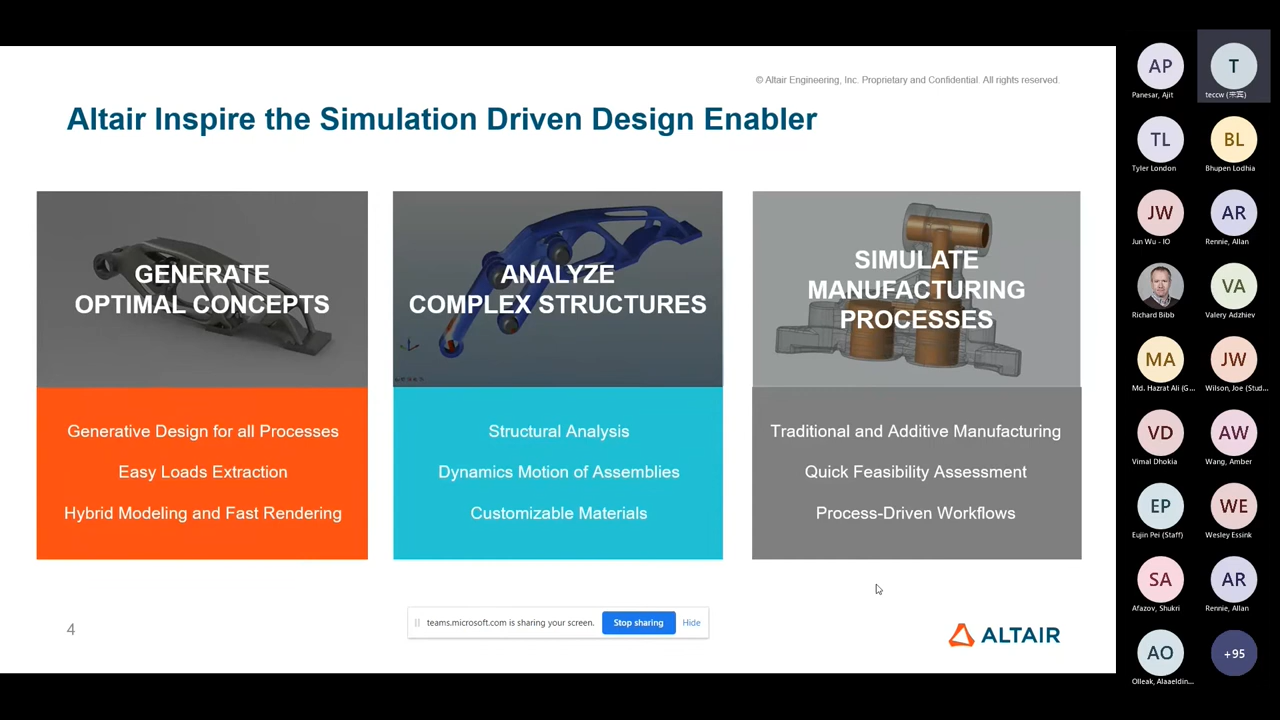 © Altair Engineering, Inc. Proprietary and Confidential. All rights reserved.
Altair Inspire the Simulation Driven Design Enabler
GENERATE
OPTIMAL CONCEPTS
Generative Design for all Processes
Easy Loads Extraction
Hybrid Modeling and Fast Rendering
ANALYZE
COMPLEX STRUCTURES
Structural Analysis
Dynamics Motion of Assemblies
Customizable Materials
SIMULATE
MANUFACTURING
PROCESSES
Traditional and Additive Manufacturing
Quick Feasibility Assessment
Process-Driven Workflows
4
teams.microsoft.com is sharing your screen.
Stop sharing
Hide
ALTAIR
AP
Panesar, Ajit
T
teccw
TL
Tyler London
BL
Bhupen Lodhia
JW
Jun Wu - IO
AR
Rennie, Allan
Richard Bibb
VA
Valery Adzhiev
MA
Md. Hazrat Ali (G...
JW
Wilson, Joe (Stud...
VD
Vimal Dhokia
AW
Wang, Amber
EP
Eujin Pei (Staff)
WE
Wesley Essink
SA
Afazov, Shukri
AR
Rennie, Allan
AO
Olleak, Alaaeldin...
+95